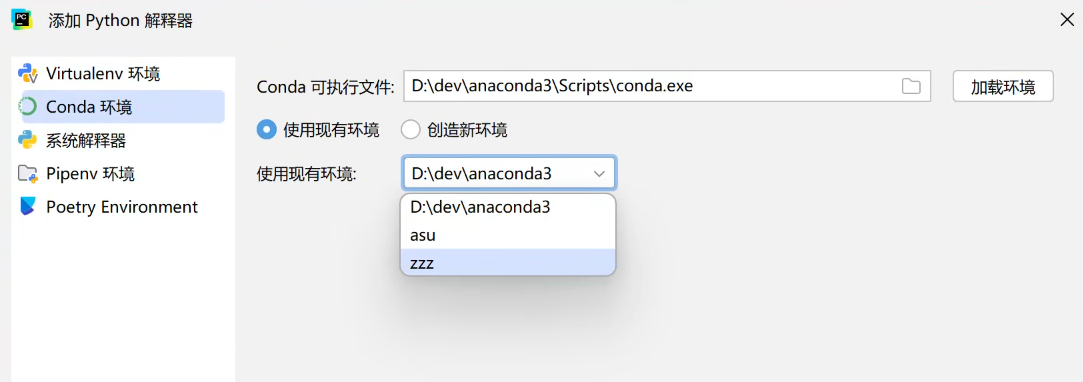 添加 Python 解释器
Virtualenv 环境
Conda 环境
系统解释器
Pipenv 环境
Poetry Environment
Conda 可执行文件: D:\dev\anaconda3\Scripts\conda.exe 加载环境
使用现有环境 创造新环境
使用现有环境: D:\dev\anaconda3
D:\dev\anaconda3
asu
zzz